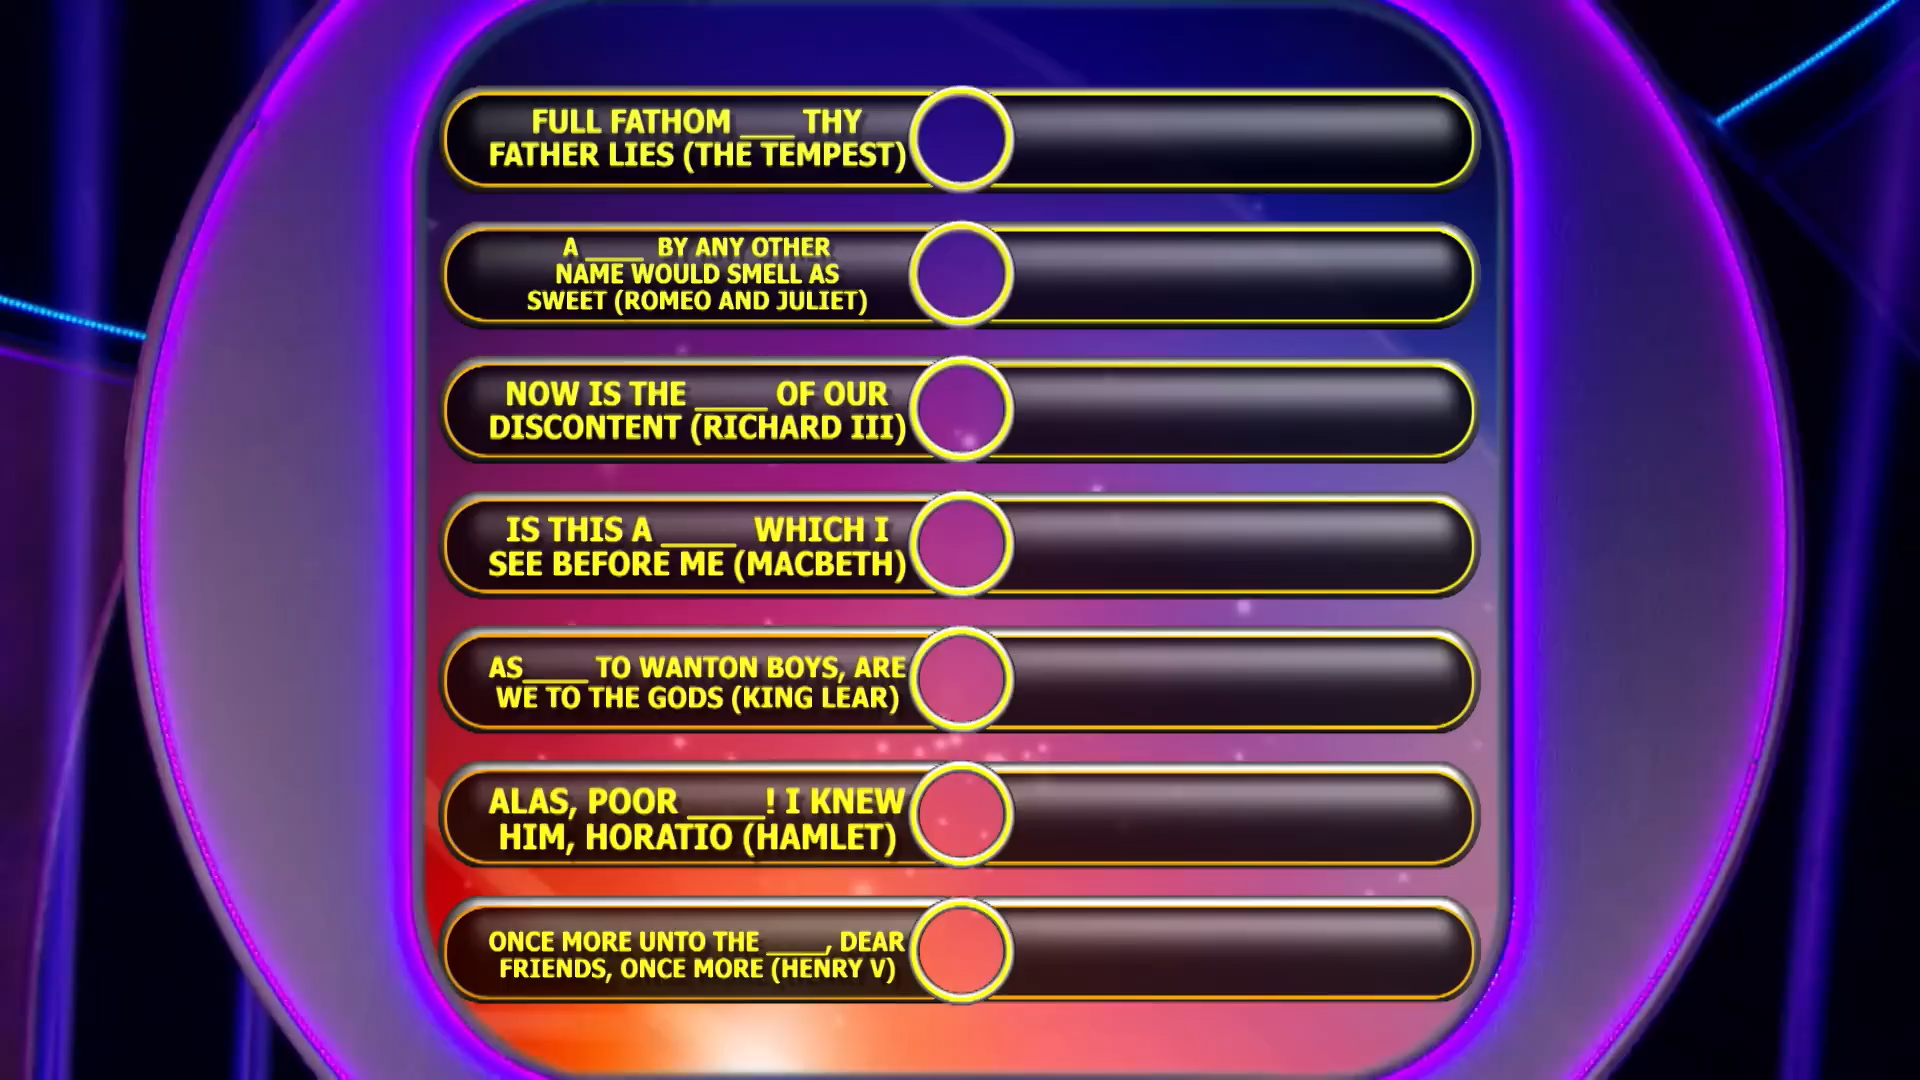 FULL FATHOM ___ THY
FATHER LIES (THE TEMPEST)
A ____ BY ANY OTHER
NAME WOULD SMELL AS
SWEET (ROMEO AND JULIET)
NOW IS THE ____ OF OUR
DISCONTENT (RICHARD III)
IS THIS A ____ WHICH I
SEE BEFORE ME (MACBETH)
AS____ TO WANTON BOYS, ARE
WE TO THE GODS (KING LEAR)
ALAS, POOR ____! I KNEW
HIM, HORATIO (HAMLET)
ONCE MORE UNTO THE ____, DEAR
FRIENDS, ONCE MORE (HENRY V)